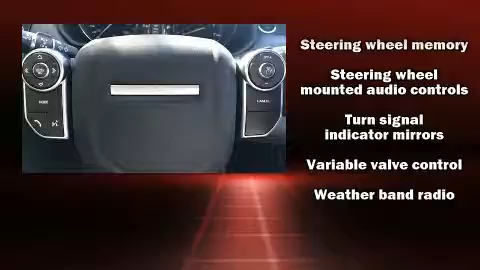 Steering wheel memory
Steering wheel
mounted audio controls
Turn signal
indicator mirrors
Variable valve control
Weather band radio